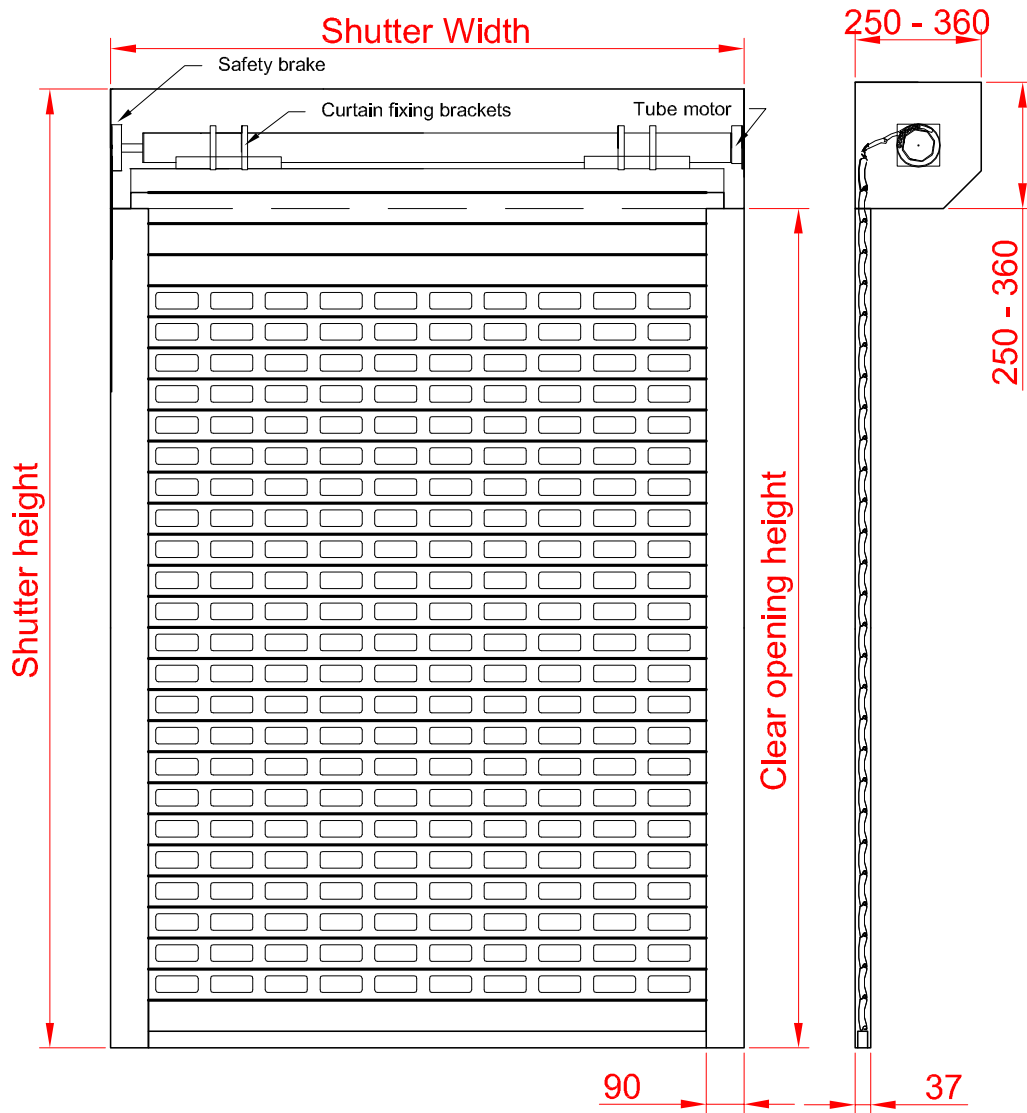 Shutter Width
250 - 360
Safety brake
Curtain fixing brackets
Tube motor
250 - 360
Shutter height
Clear opening height
90
37